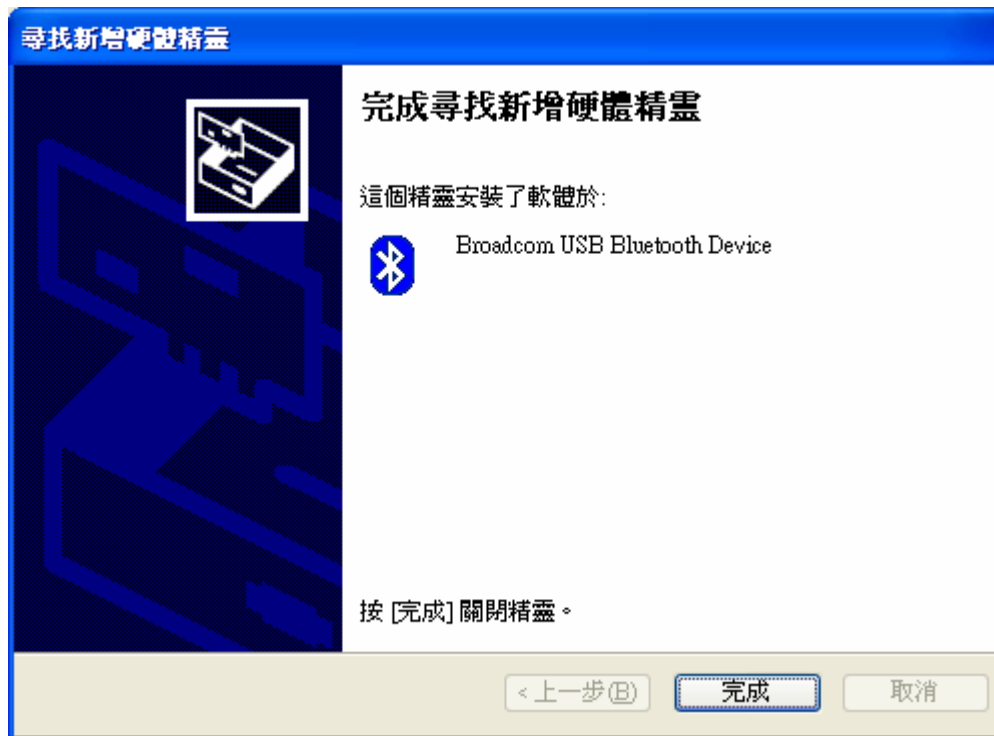 尋找新增硬體精靈
完成尋找新增硬體精靈
這個精靈安裝了軟體於:
Broadcom USB Bluetooth Device
按 [完成] 關閉精靈。
<上一步(B) 完成 取消